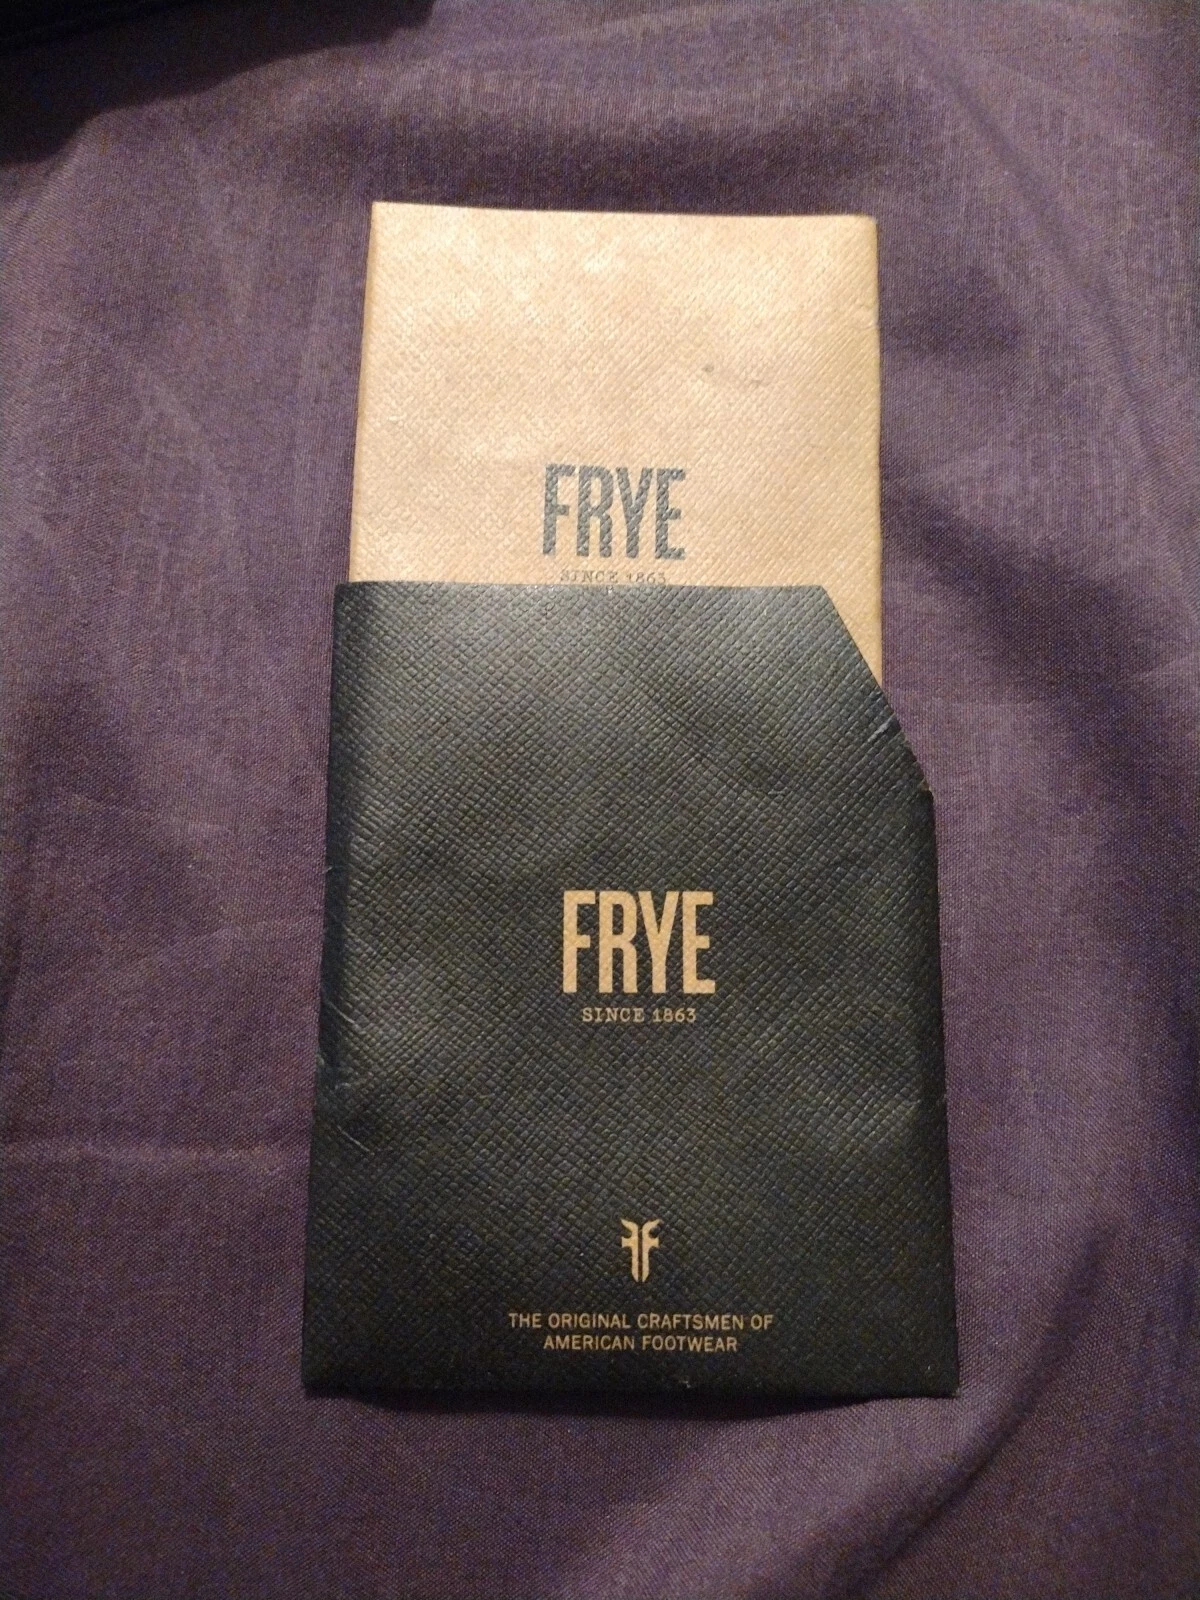 FRYE
SINCE 1863
FRYE
SINCE 1863
THE ORIGINAL CRAFTSMEN OF
AMERICAN FOOTWEAR